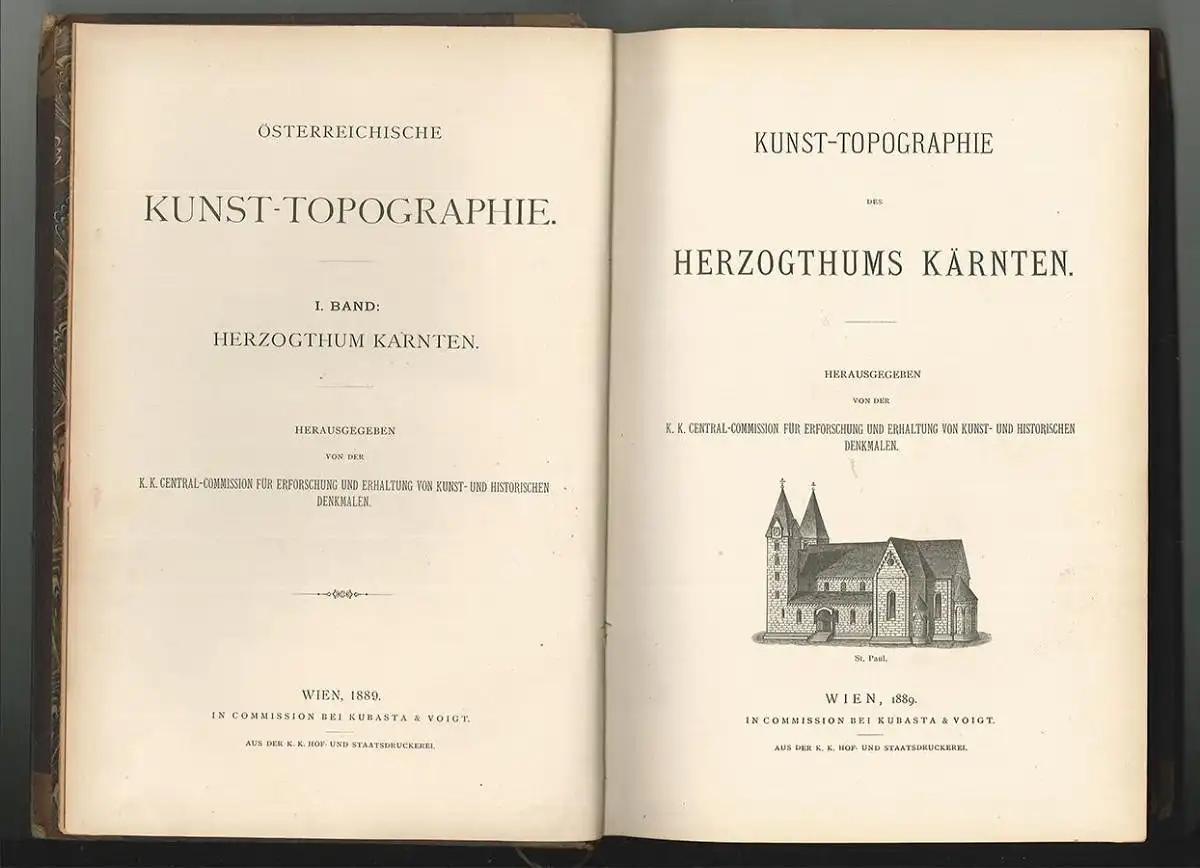 ÖSTERREICHISCHE
KUNST-TOPOGRAPHIE.
I. BAND:
HERZOGTHUM KÄRNTEN.
HERAUSGEGEBEN
VON DER
K. K. CENTRAL-COMMISSION FÜR ERFORSCHUNG UND ERHALTUNG VON KUNST- UND HISTORISCHEN
DENKMALEN.
WIEN, 1889.
IN COMMISSION BEI KUBASTA & VOIGT.
AUS DER K. K. HOF- UND STAATSDRUCKEREI.
KUNST-TOPOGRAPHIE
DES
HERZOGTHUMS KÄRNTEN.
HERAUSGEGEBEN
VON DER
K. K. CENTRAL-COMMISSION FÜR ERFORSCHUNG UND ERHALTUNG VON KUNST- UND HISTORISCHEN
DENKMALEN.
St. Paul.
WIEN, 1889.
IN COMMISSION BEI KUBASTA & VOIGT.
AUS DER K. K. HOF- UND STAATSDRUCKEREI.